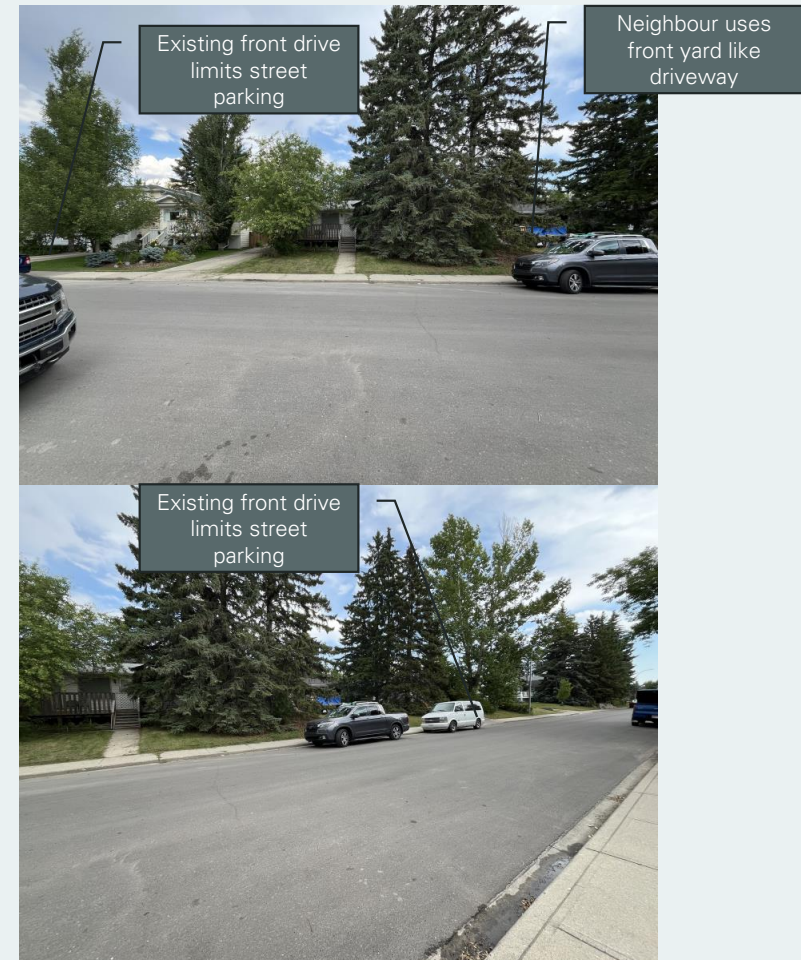 Existing front drive
limits street
parking
Neighbour uses
front yard like
driveway
Existing front drive
limits street
parking